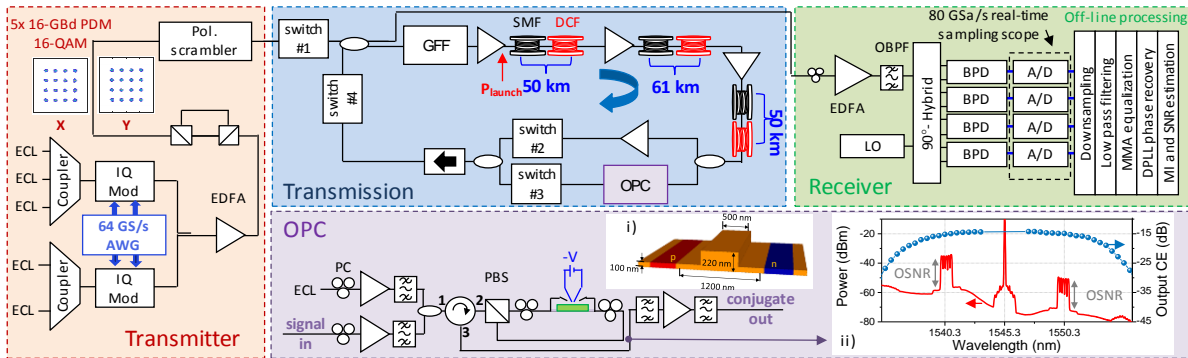 5x 16-GBd PDM
16-QAM
X
Y
Pol.
scrambler
ECL
ECL
ECL
Coupler
IQ
Mod
64 GS/s
AWG
EDFA
Coupler
IQ
Mod
ECL
ECL
Transmitter
switch
#1
GFF
SMF
DCF
P_launch
50 km
61 km
50 km
switch
#4
switch
#2
switch
#3
OPC
Transmission
80 GSa/s real-time
sampling scope
Off-line processing
OBPF
EDFA
LO
90°- Hybrid
BPD
BPD
BPD
BPD
A/D
A/D
A/D
A/D
Downsampling
Low pass filtering
MMA equalization
DPLL phase recovery
MI and SNR estimation
Receiver
OPC
PC
ECL
signal
in
1
2
3
PBS
-V
conjugate
out
i)
500 nm
100 nm
p
220 nm
n
1200 nm
Power (dBm)
-20
-40
-60
-80
OSNR
OSNR
ii)
1540.3
1545.3
1550.3
Wavelength (nm)
-15
-25
-35
-45
Output CE (dB)